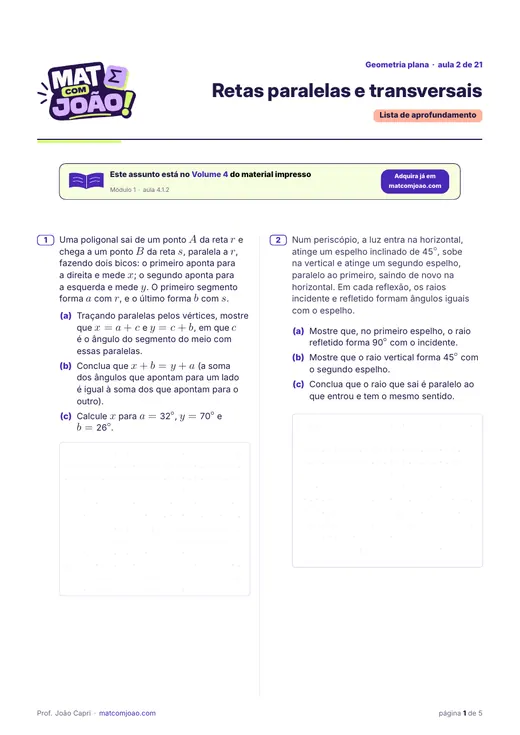 MAT
COM
JOÃO!
Σ
Geometria plana · aula 2 de 21
Retas paralelas e transversais
Lista de aprofundamento
Este assunto está no Volume 4 do material impresso
Módulo 1 · aula 4.1.2
Adquira já em
matcomjoao.com
1 Uma poligonal sai de um ponto A da reta r e
chega a um ponto B da reta s, paralela a r,
fazendo dois bicos: o primeiro aponta para
a direita e mede x; o segundo aponta para
a esquerda e mede y. O primeiro segmento
forma a com r, e o último forma b com s.
(a) Traçando paralelas pelos vértices, mostre
que x = a + c e y = c + b, em que c
é o ângulo do segmento do meio com
essas paralelas.
(b) Conclua que x + b = y + a (a soma
dos ângulos que apontam para um lado
é igual à soma dos que apontam para o
outro).
(c) Calcule x para a = 32°, y = 70° e
b = 26°.
2 Num periscópio, a luz entra na horizontal,
atinge um espelho inclinado de 45°, sobe
na vertical e atinge um segundo espelho,
paralelo ao primeiro, saindo de novo na
horizontal. Em cada reflexão, os raios
incidente e refletido formam ângulos iguais
com o espelho.
(a) Mostre que, no primeiro espelho, o raio
refletido forma 90° com o incidente.
(b) Mostre que o raio vertical forma 45° com
o segundo espelho.
(c) Conclua que o raio que sai é paralelo ao
que entrou e tem o mesmo sentido.
Prof. João Capri · matcomjoao.com
página 1 de 5